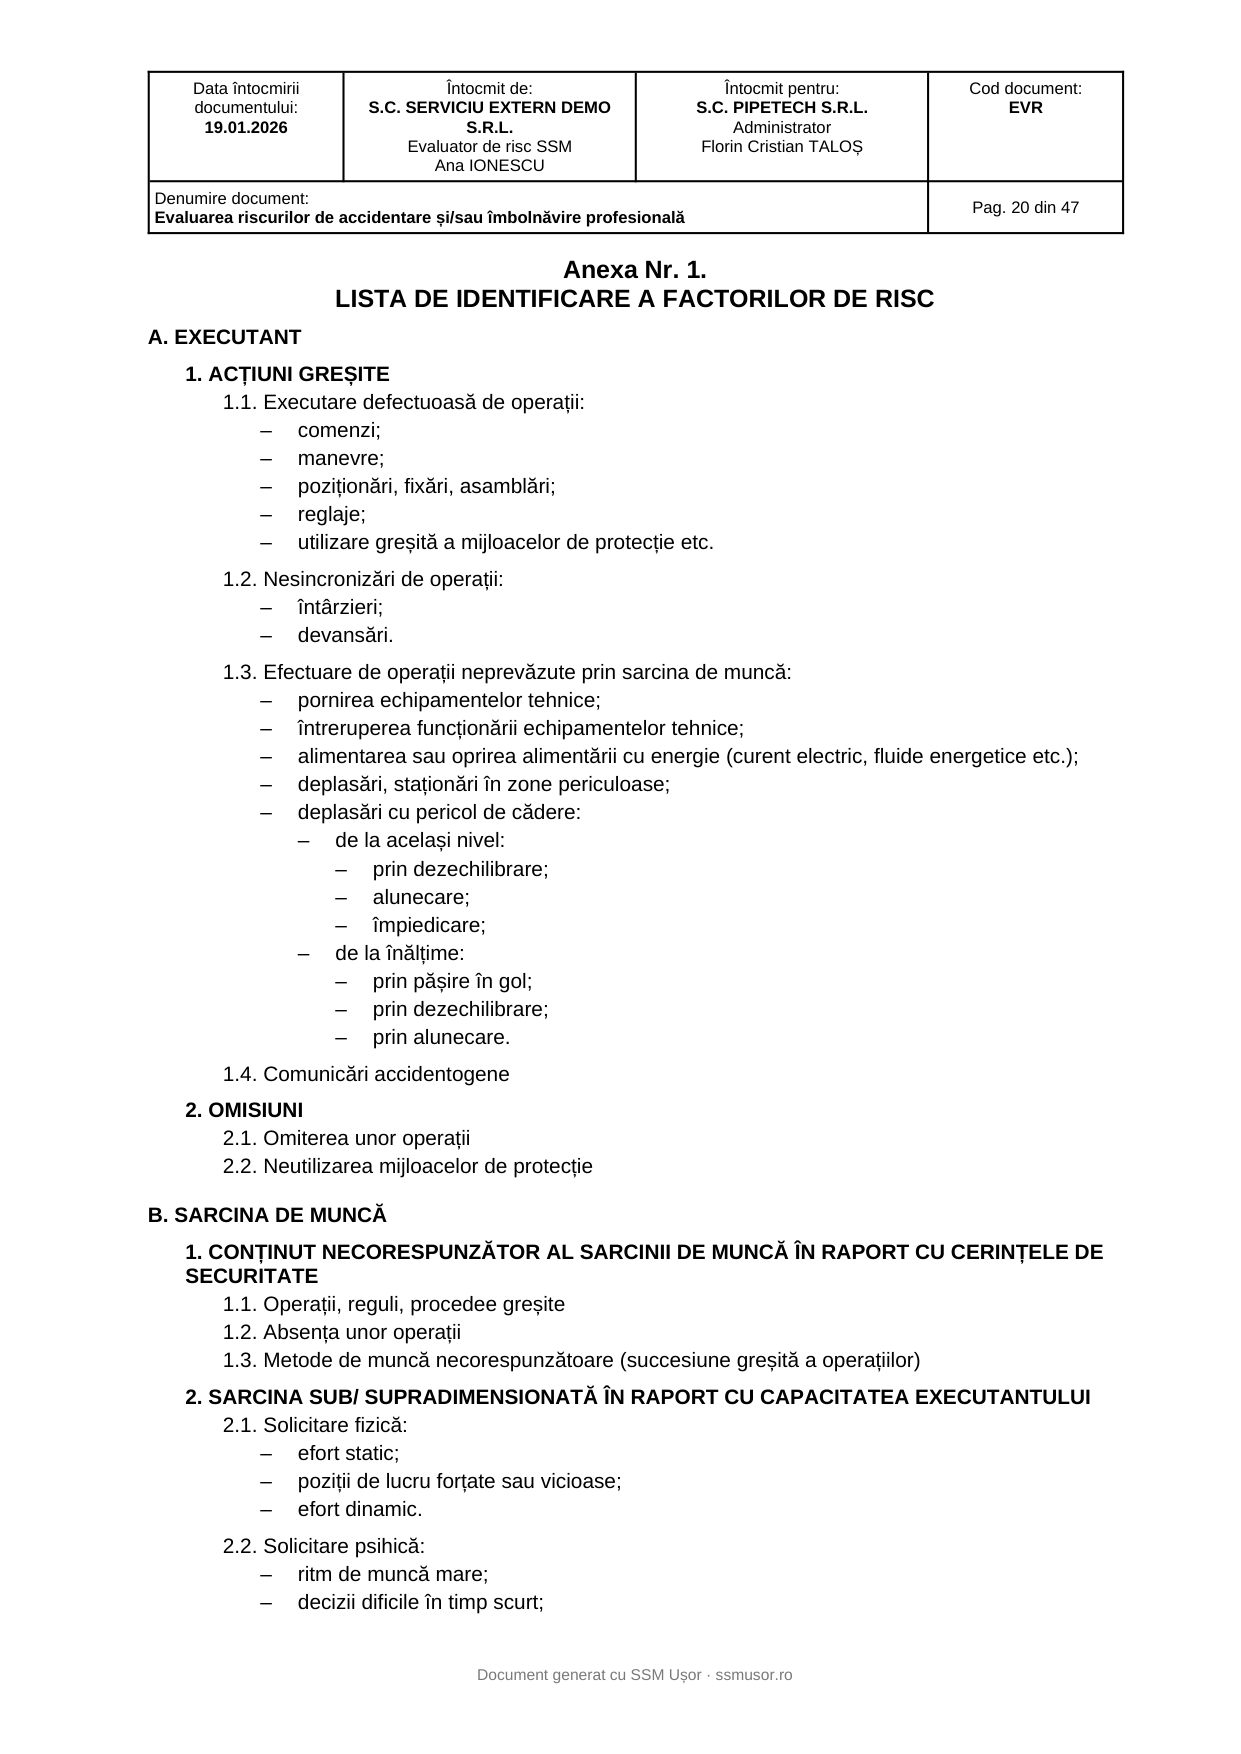 Data întocmirii
documentului:
19.01.2026
Întocmit de:
S.C. SERVICIU EXTERN DEMO
S.R.L.
Evaluator de risc SSM
Ana IONESCU
Întocmit pentru:
S.C. PIPETECH S.R.L.
Administrator
Florin Cristian TALOȘ
Cod document:
EVR
Denumire document:
Evaluarea riscurilor de accidentare și/sau îmbolnăvire profesională
Pag. 20 din 47
Anexa Nr. 1.
LISTA DE IDENTIFICARE A FACTORILOR DE RISC
A. EXECUTANT
1. ACȚIUNI GREȘITE
1.1. Executare defectuoasă de operații:
– comenzi;
– manevre;
– poziționări, fixări, asamblări;
– reglaje;
– utilizare greșită a mijloacelor de protecție etc.
1.2. Nesincronizări de operații:
– întârzieri;
– devansări.
1.3. Efectuare de operații neprevăzute prin sarcina de muncă:
– pornirea echipamentelor tehnice;
– întreruperea funcționării echipamentelor tehnice;
– alimentarea sau oprirea alimentării cu energie (curent electric, fluide energetice etc.);
– deplasări, staționări în zone periculoase;
– deplasări cu pericol de cădere:
– de la același nivel:
– prin dezechilibrare;
– alunecare;
– împiedicare;
– de la înălțime:
– prin pășire în gol;
– prin dezechilibrare;
– prin alunecare.
1.4. Comunicări accidentogene
2. OMISIUNI
2.1. Omiterea unor operații
2.2. Neutilizarea mijloacelor de protecție
B. SARCINA DE MUNCĂ
1. CONȚINUT NECORESPUNZĂTOR AL SARCINII DE MUNCĂ ÎN RAPORT CU CERINȚELE DE
SECURITATE
1.1. Operații, reguli, procedee greșite
1.2. Absența unor operații
1.3. Metode de muncă necorespunzătoare (succesiune greșită a operațiilor)
2. SARCINA SUB/ SUPRADIMENSIONATĂ ÎN RAPORT CU CAPACITATEA EXECUTANTULUI
2.1. Solicitare fizică:
– efort static;
– poziții de lucru forțate sau vicioase;
– efort dinamic.
2.2. Solicitare psihică:
– ritm de muncă mare;
– decizii dificile în timp scurt;
Document generat cu SSM Ușor · ssmusor.ro